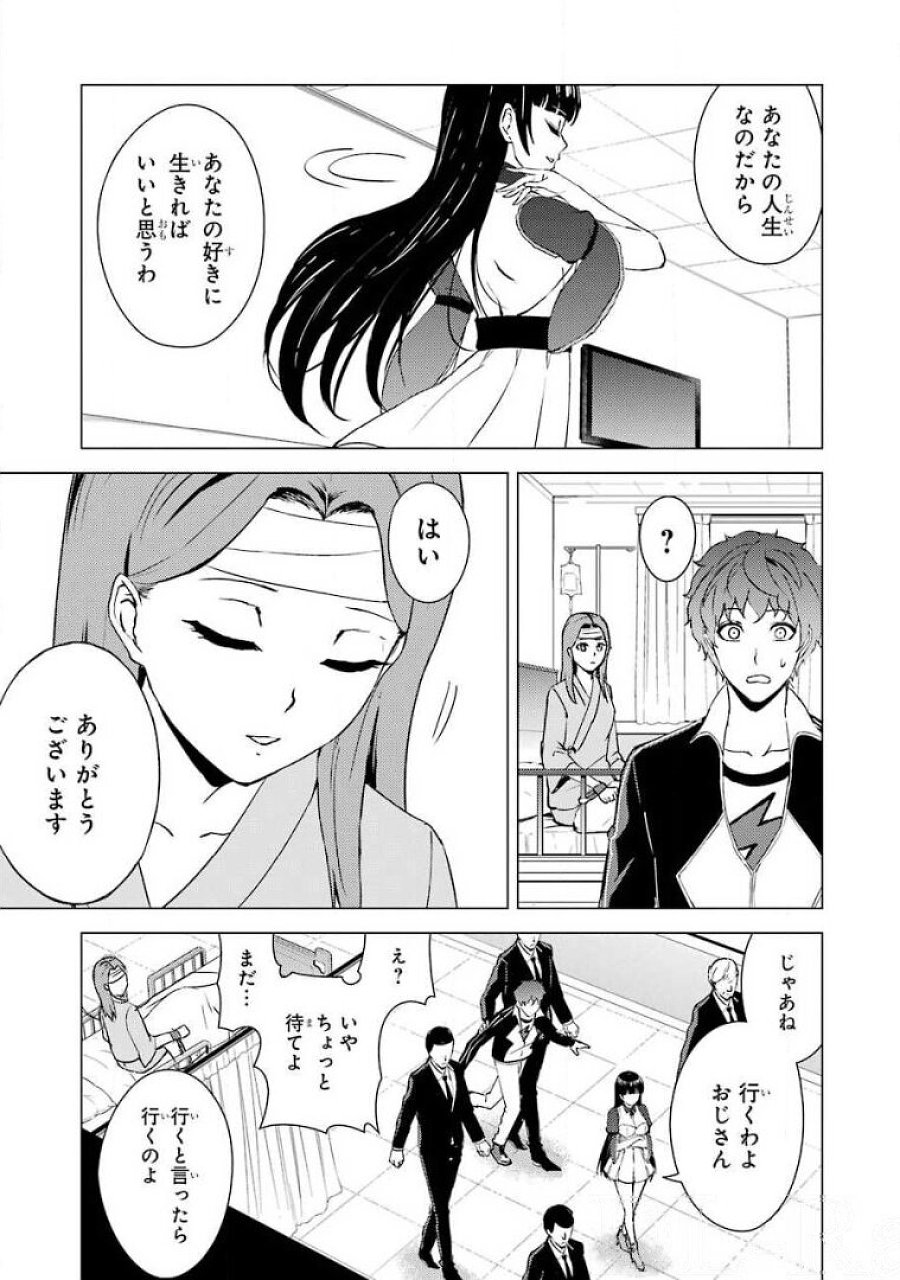 あなたの人生
なのだから
あなたの好きに
生きれば
いいと思うわ
?
はい
ありがとう
ございます
じゃあね
行くわよ
おじさん
え?
いや
ちょっと
待てよ
まだ…
行くと言ったら
行くのよ